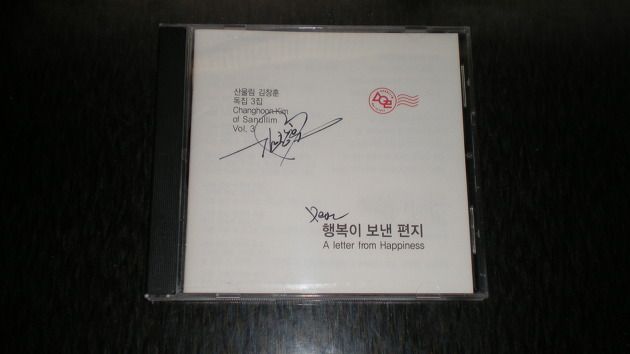 산울림 김창훈
독집 3집
Changhoon Kim
of Sanullim
Vol. 3
행복이 보낸 편지
A letter from Happiness